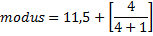 modus = 11,5 + [4/(4 + 1)]